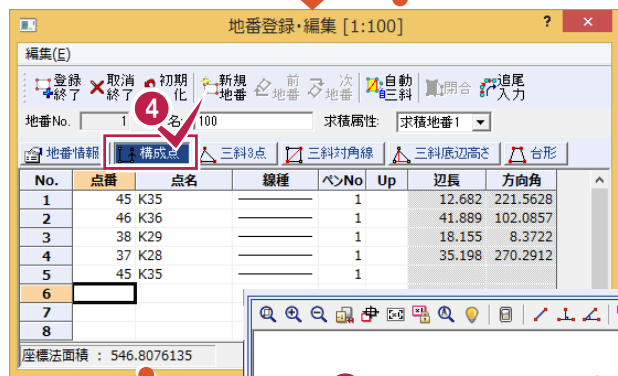 地番登録・編集 [1:100] ? ×
編集(E)
登録終了 取消終了 初期化 新規地番 前地番 次地番 自動三斜 閉合 追尾入力
4
地番No. 1 名: 100 求積属性: 求積地番1
地番情報 構成点 三斜3点 三斜対角線 三斜底辺高さ 台形
No. 点番 点名 線種 ペンNo Up 辺長 方向角
1 45 K35 1 12.682 221.5628
2 46 K36 1 41.889 102.0857
3 38 K29 1 18.155 8.3722
4 37 K28 1 35.198 270.2912
5 45 K35 1
6
7
8
座標法面積 : 546.8076135